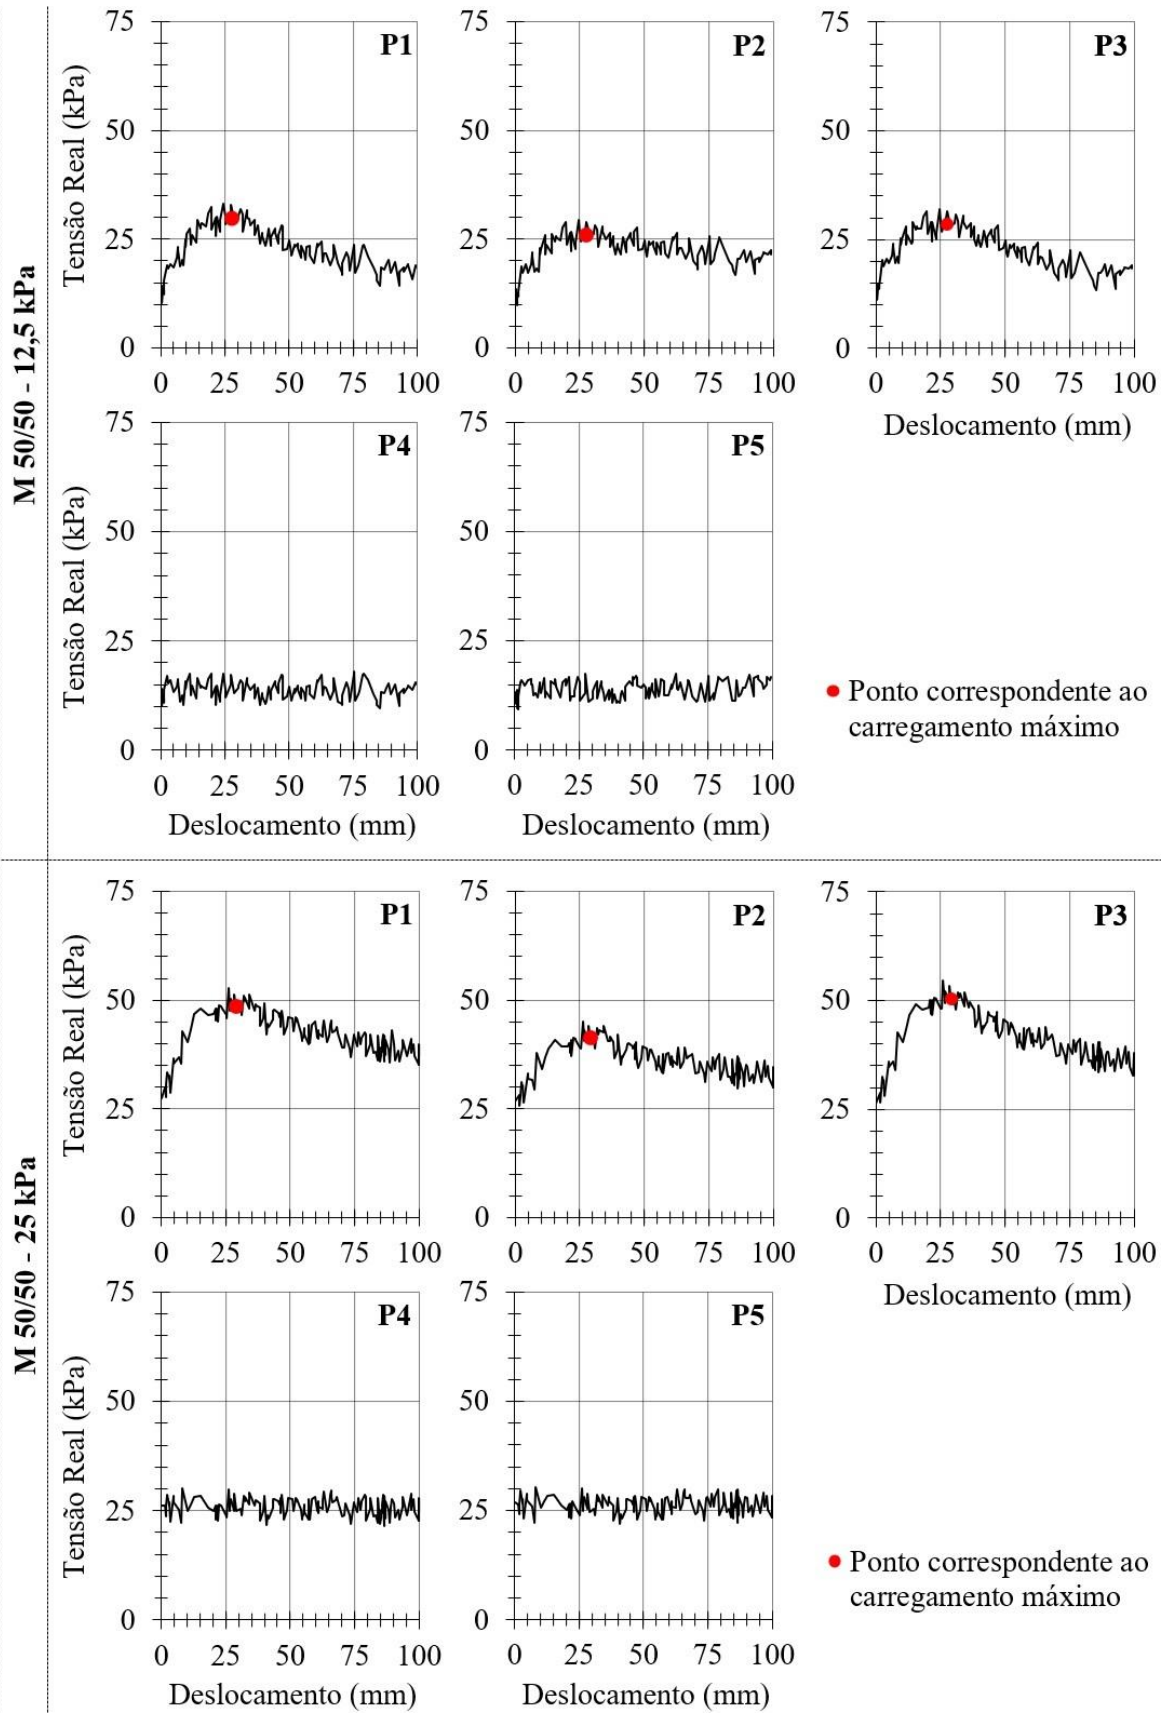 M 50/50 - 12,5 kPa
Tensão Real (kPa)
75
50
25
0
P1
0 25 50 75 100
75
50
25
0
P2
0 25 50 75 100
75
50
25
0
P3
0 25 50 75 100
Deslocamento (mm)
Tensão Real (kPa)
75
50
25
0
P4
0 25 50 75 100
Deslocamento (mm)
75
50
25
0
P5
0 25 50 75 100
Deslocamento (mm)
Ponto correspondente ao
carregamento máximo
M 50/50 - 25 kPa
Tensão Real (kPa)
75
50
25
0
P1
0 25 50 75 100
75
50
25
0
P2
0 25 50 75 100
75
50
25
0
P3
0 25 50 75 100
Deslocamento (mm)
Tensão Real (kPa)
75
50
25
0
P4
0 25 50 75 100
Deslocamento (mm)
75
50
25
0
P5
0 25 50 75 100
Deslocamento (mm)
Ponto correspondente ao
carregamento máximo